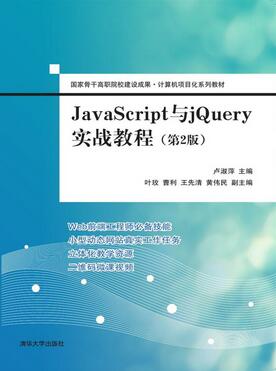 国家骨干高职院校建设成果·计算机项目化系列教材
JavaScript与jQuery
实战教程（第2版）
卢淑萍 主编
叶玫 曹利 王先清 黄伟民 副主编
Web前端工程师必备技能
小型动态网站真实工作任务
立体化教学资源
二维码微课视频
清华大学出版社